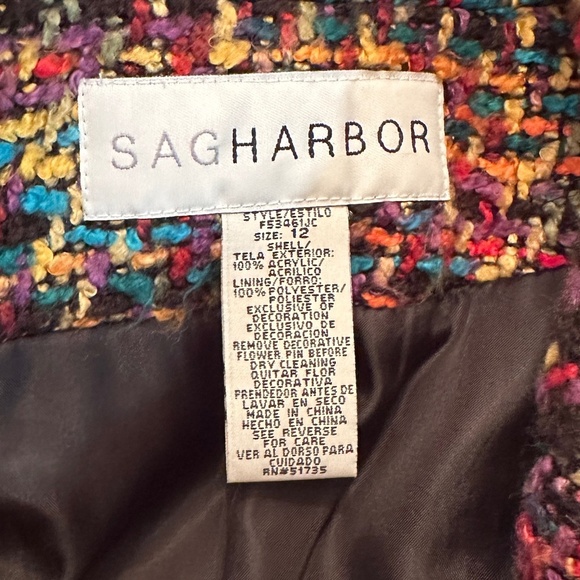 SAGHARBOR
STYLE/ESTILO
F53461JC
SIZE: 12
SHELL/
TELA EXTERIOR:
100% ACRYLIC/
ACRILICO
LINING/FORRO:
100% POLYESTER/
POLIESTER
EXCLUSIVE OF
DECORATION
EXCLUSIVO DE
DECORACION
REMOVE DECORATIVE
FLOWER PIN BEFORE
DRY CLEANING
QUITAR FLOR
DECORATIVA
PRENDEDOR ANTES DE
LAVAR EN SECO
MADE IN CHINA
HECHO EN CHINA
SEE REVERSE
FOR CARE
VER AL DORSO PARA
CUIDADO
RN#51735